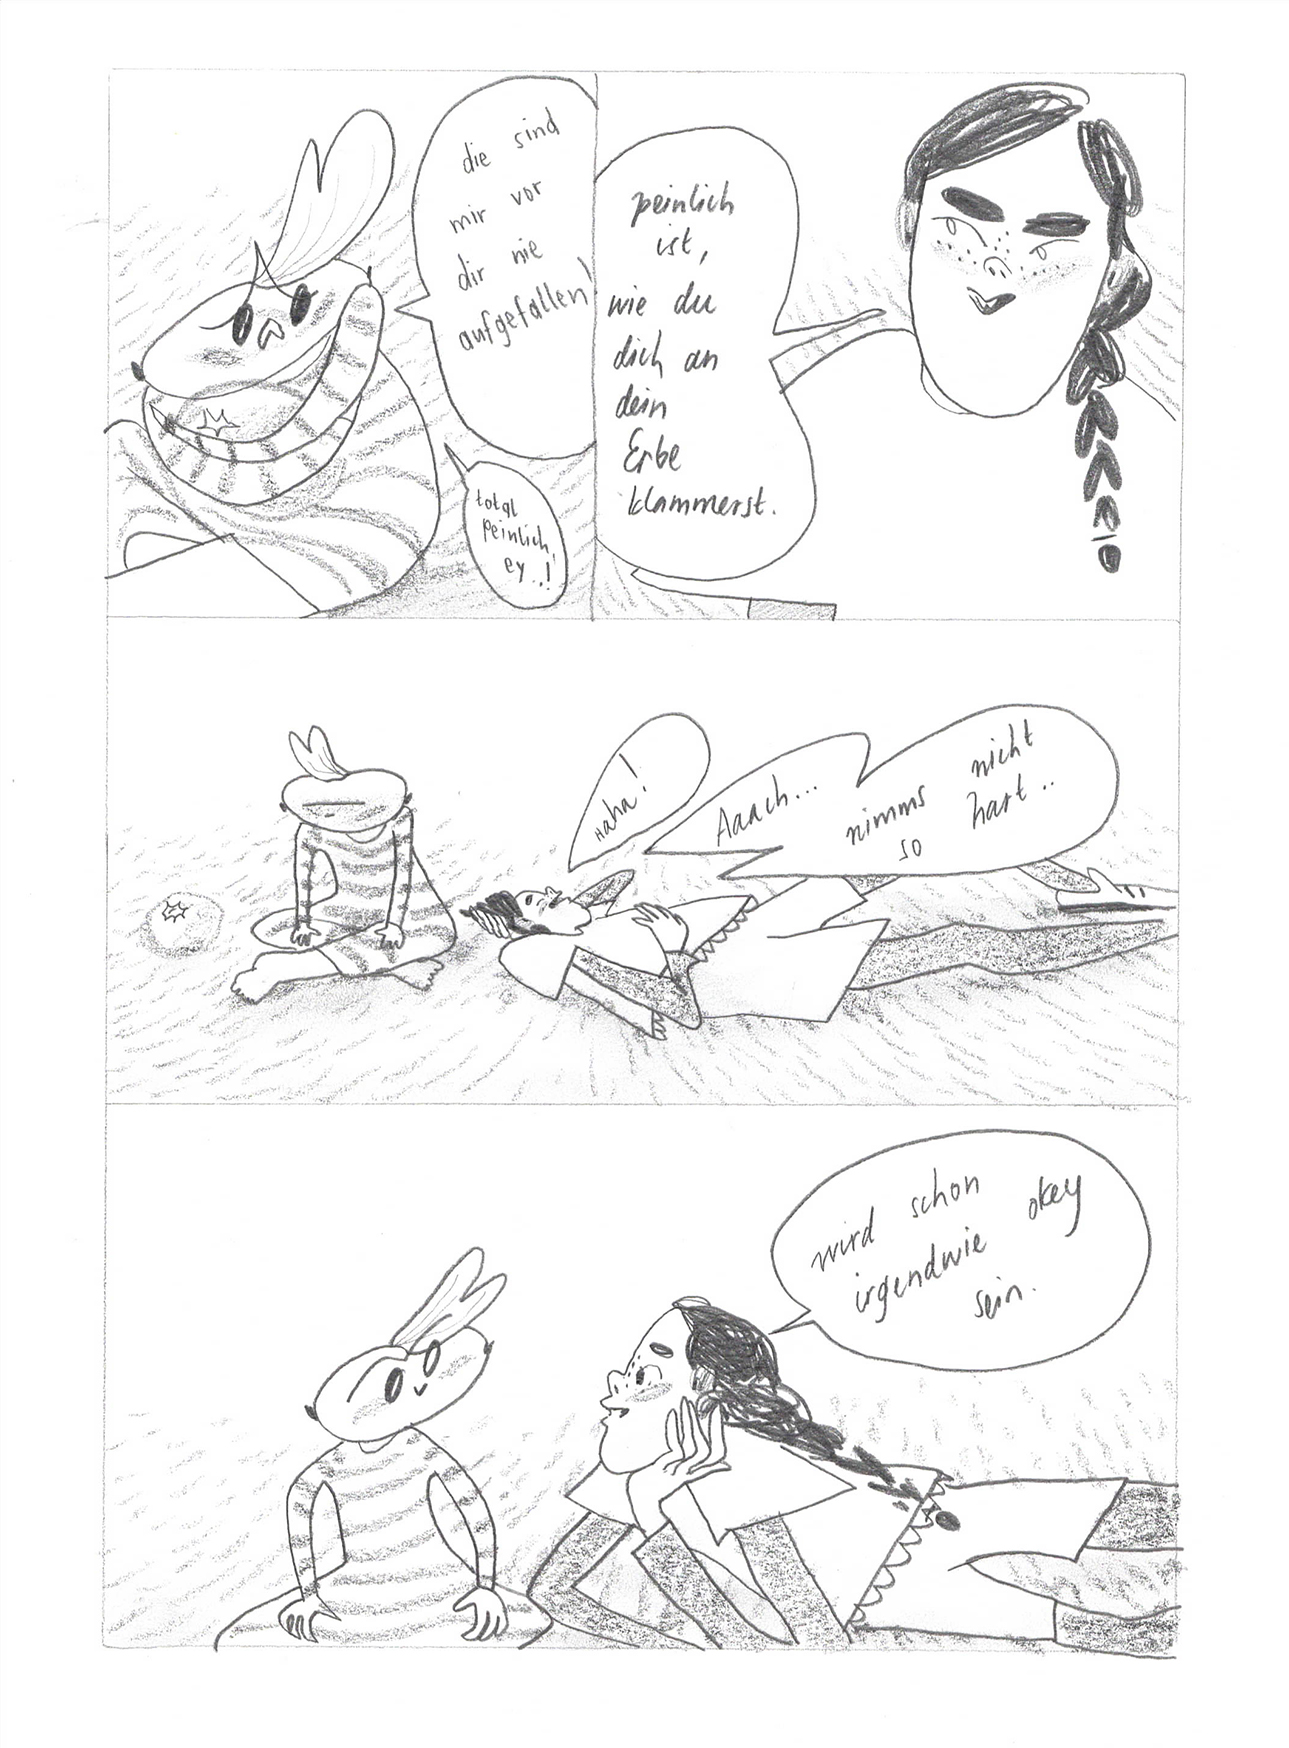 die sind
mir vor
dir nie
aufgefallen!
total
peinlich,
ey..!
peinlich
ist,
wie du
dich an
dein
Erbe
klammerst.
Haha!
Aaach...
nimms nicht
so hart..
wird schon
irgendwie okey
sein.